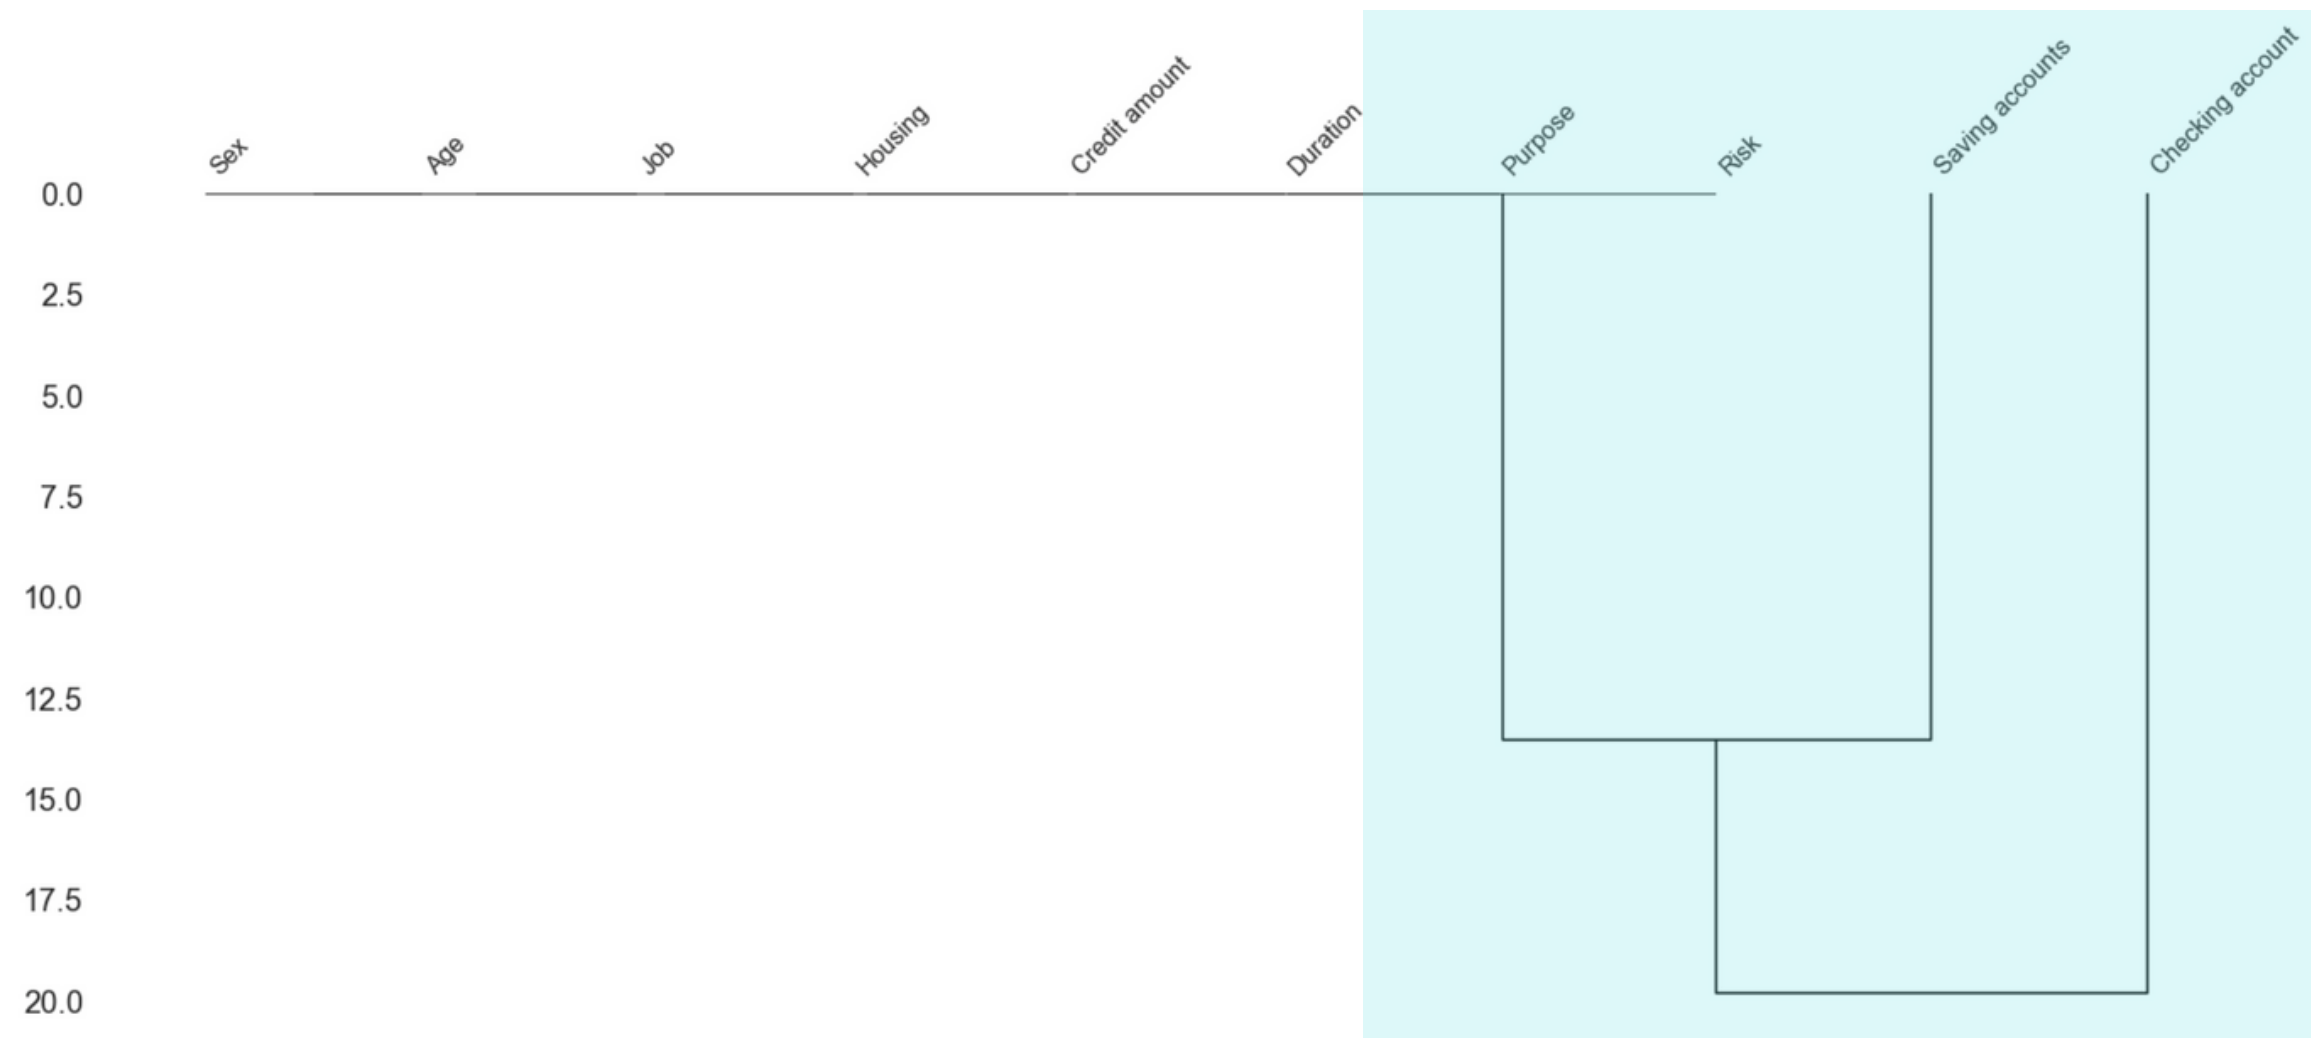 Sex
Age
Job
Housing
Credit amount
Duration
Purpose
Risk
Saving accounts
Checking account
0.0
2.5
5.0
7.5
10.0
12.5
15.0
17.5
20.0